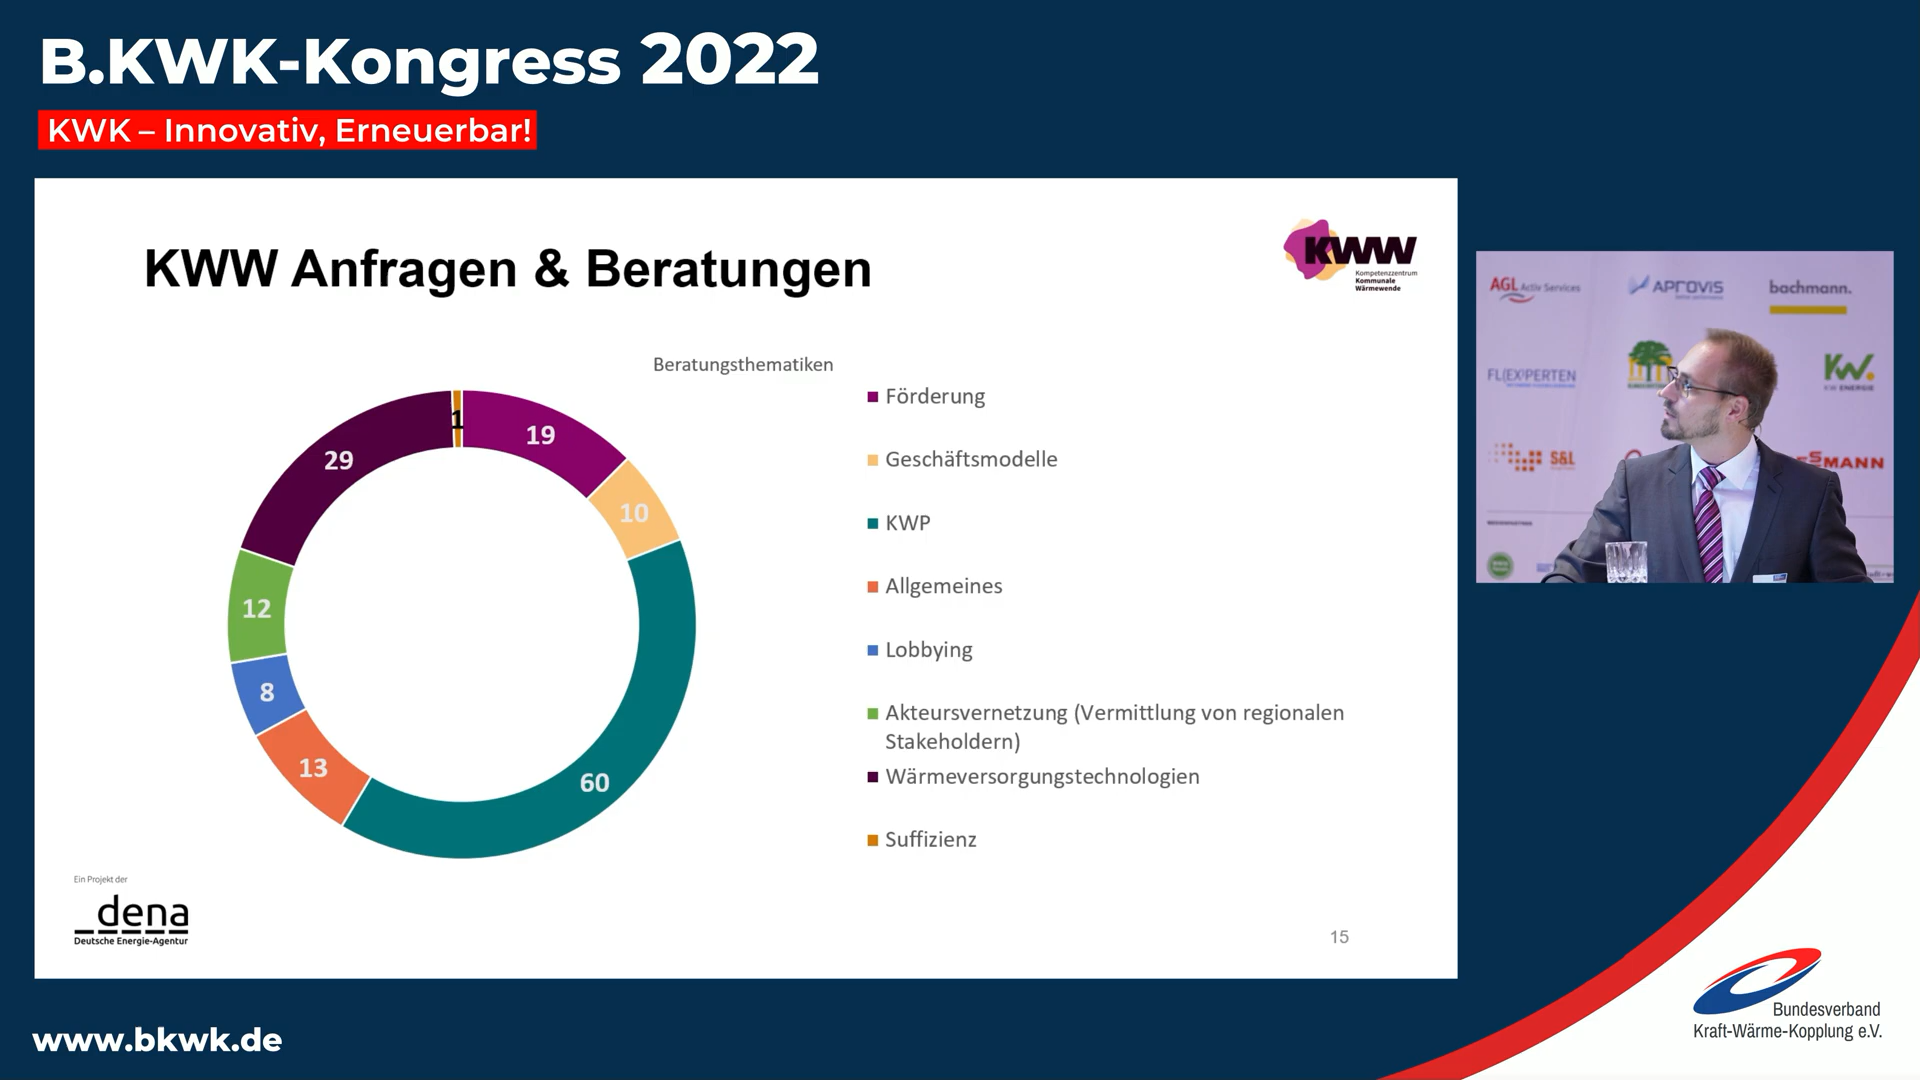 B.KWK-Kongress 2022
KWK – Innovativ, Erneuerbar!
KWW Anfragen & Beratungen
KWW
Kompetenzzentrum
Kommunale
Wärmewende
Beratungsthematiken
1
19
10
60
13
8
12
29
Förderung
Geschäftsmodelle
KWP
Allgemeines
Lobbying
Akteursvernetzung (Vermittlung von regionalen
Stakeholdern)
Wärmeversorgungstechnologien
Suffizienz
Ein Projekt der
dena
Deutsche Energie-Agentur
15
AGL Activ Services
APROVIS
bachmann.
FL(EX)PERTEN
KW.
KW ENERGIE
S&L
ESMANN
www.bkwk.de
Bundesverband
Kraft-Wärme-Kopplung e.V.